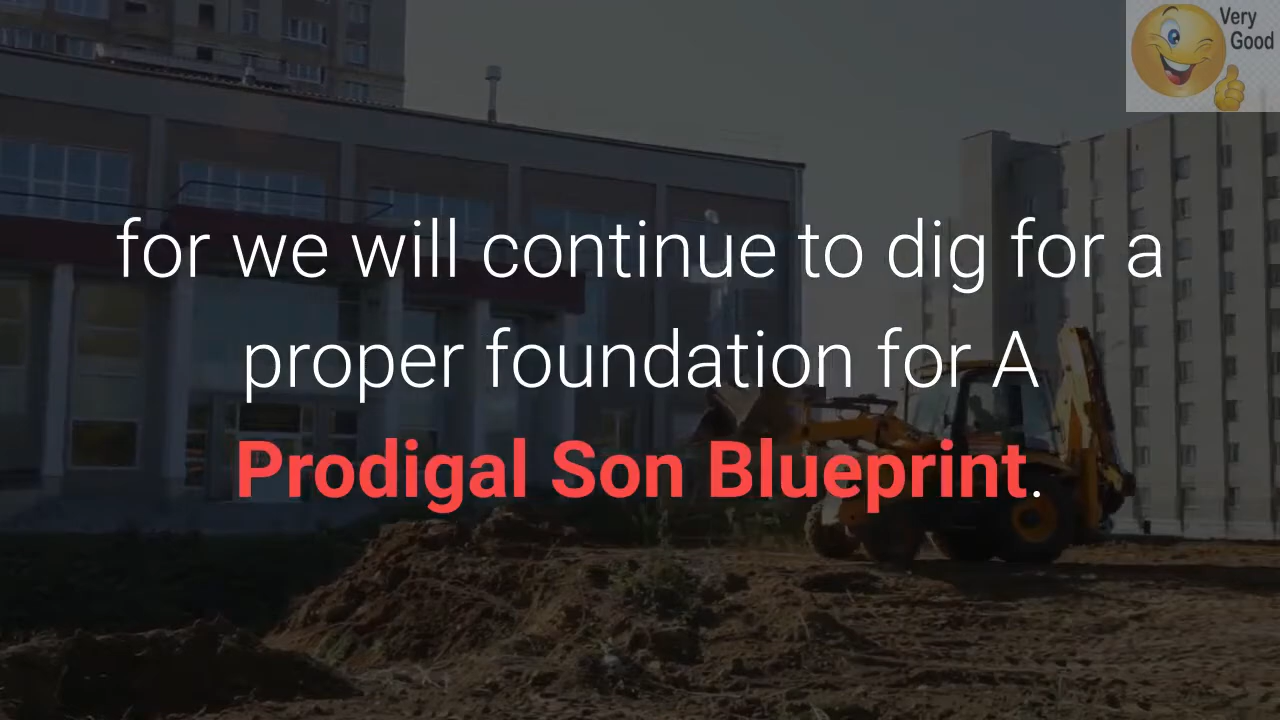 Very
Good
for we will continue to dig for a
proper foundation for A
Prodigal Son Blueprint.